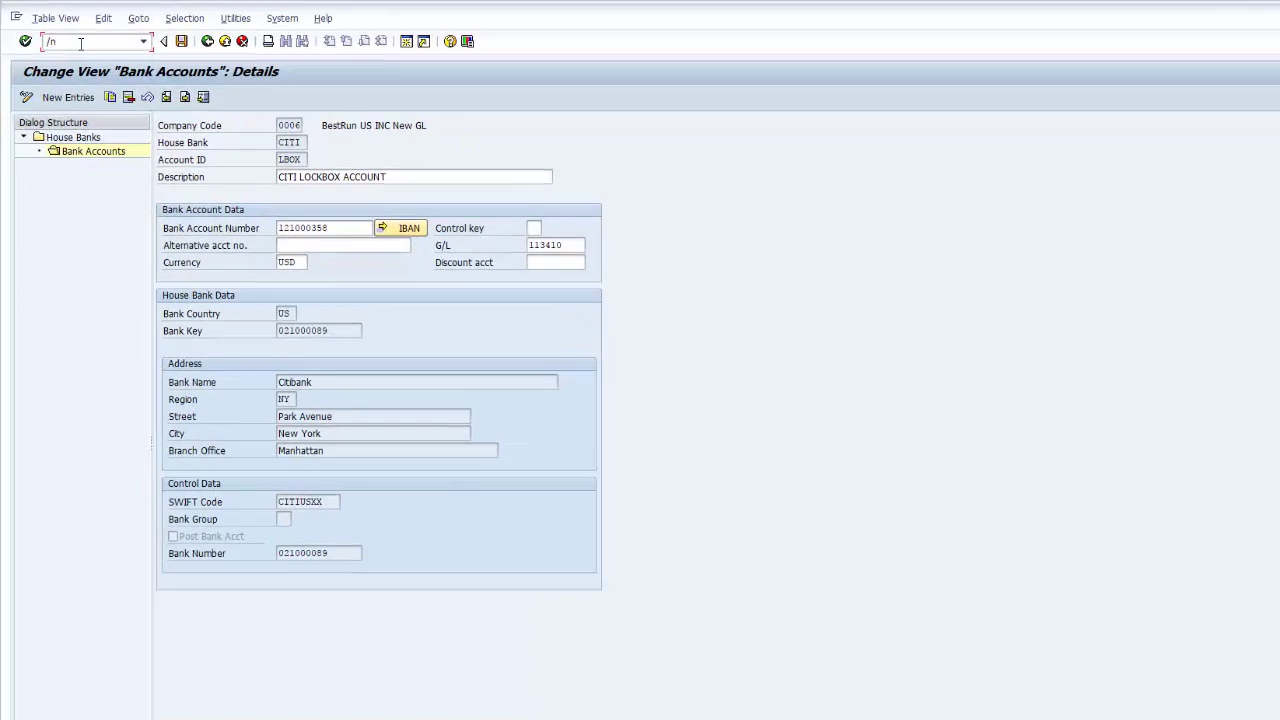 Table View Edit Goto Selection Utilities System Help
/n
Change View "Bank Accounts": Details
New Entries
Dialog Structure
House Banks
Bank Accounts
Company Code 0006 BestRun US INC New GL
House Bank CITI
Account ID LBOX
Description CITI LOCKBOX ACCOUNT
Bank Account Data
Bank Account Number 121000358 IBAN Control key
Alternative acct no. G/L 113410
Currency USD Discount acct
House Bank Data
Bank Country US
Bank Key 021000089
Address
Bank Name Citibank
Region NY
Street Park Avenue
City New York
Branch Office Manhattan
Control Data
SWIFT Code CITIUSXX
Bank Group
Post Bank Acct
Bank Number 021000089